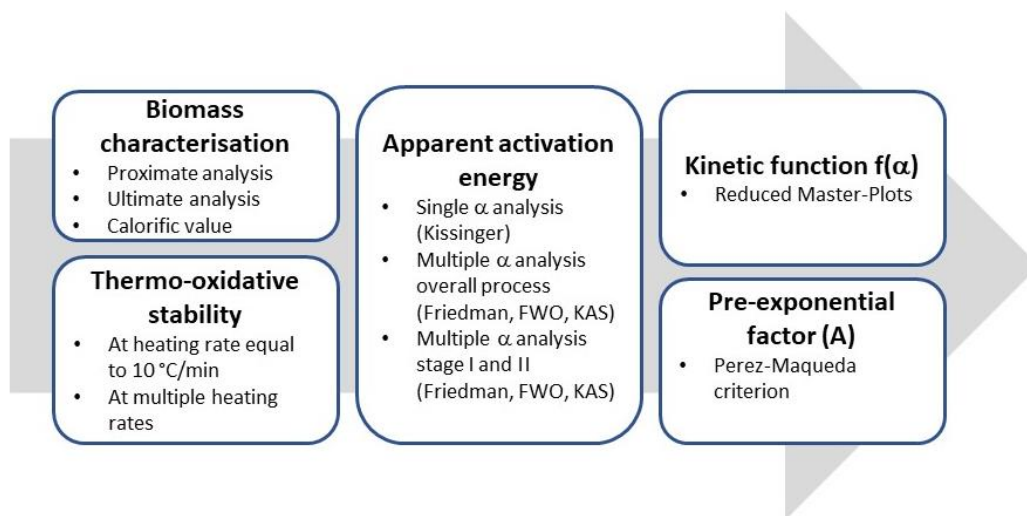 Biomass
characterisation
• Proximate analysis
• Ultimate analysis
• Calorific value
Thermo-oxidative
stability
• At heating rate equal
to 10 °C/min
• At multiple heating
rates
Apparent activation
energy
• Single α analysis
(Kissinger)
• Multiple α analysis
overall process
(Friedman, FWO, KAS)
• Multiple α analysis
stage I and II
(Friedman, FWO, KAS)
Kinetic function f(α)
• Reduced Master-Plots
Pre-exponential
factor (A)
• Perez-Maqueda
criterion